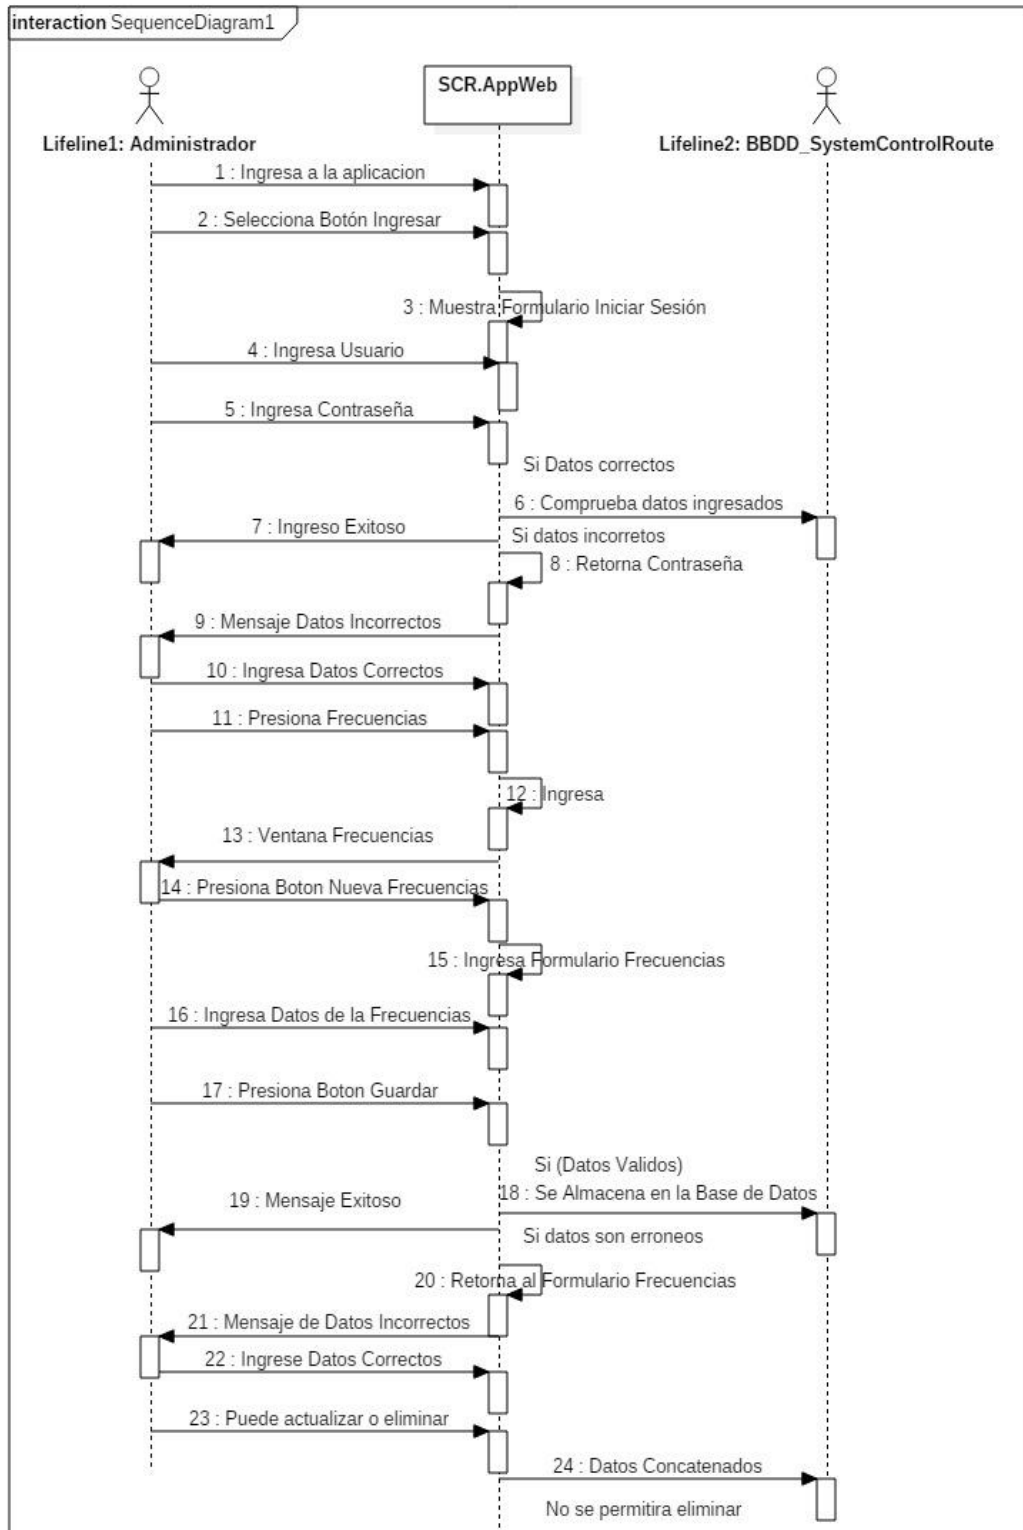 interaction SequenceDiagram1
SCR.AppWeb
Lifeline1: Administrador
Lifeline2: BBDD_SystemControlRoute
1 : Ingresa a la aplicacion
2 : Selecciona Botón Ingresar
3 : Muestra Formulario Iniciar Sesión
4 : Ingresa Usuario
5 : Ingresa Contraseña
Si Datos correctos
6 : Comprueba datos ingresados
7 : Ingreso Exitoso
Si datos incorretos
8 : Retorna Contraseña
9 : Mensaje Datos Incorrectos
10 : Ingresa Datos Correctos
11 : Presiona Frecuencias
12 : Ingresa
13 : Ventana Frecuencias
14 : Presiona Boton Nueva Frecuencias
15 : Ingresa Formulario Frecuencias
16 : Ingresa Datos de la Frecuencias
17 : Presiona Boton Guardar
Si (Datos Validos)
18 : Se Almacena en la Base de Datos
19 : Mensaje Exitoso
Si datos son erroneos
20 : Retorna al Formulario Frecuencias
21 : Mensaje de Datos Incorrectos
22 : Ingrese Datos Correctos
23 : Puede actualizar o eliminar
24 : Datos Concatenados
No se permitira eliminar